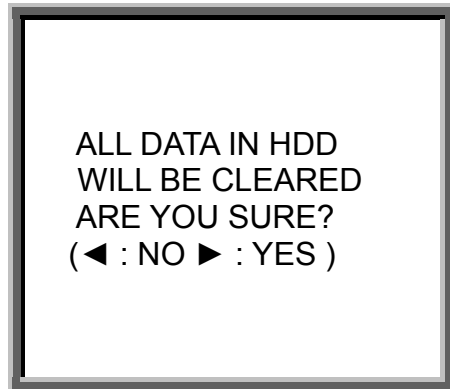 ALL DATA IN HDD
WILL BE CLEARED
ARE YOU SURE?
(◄ : NO ► : YES )